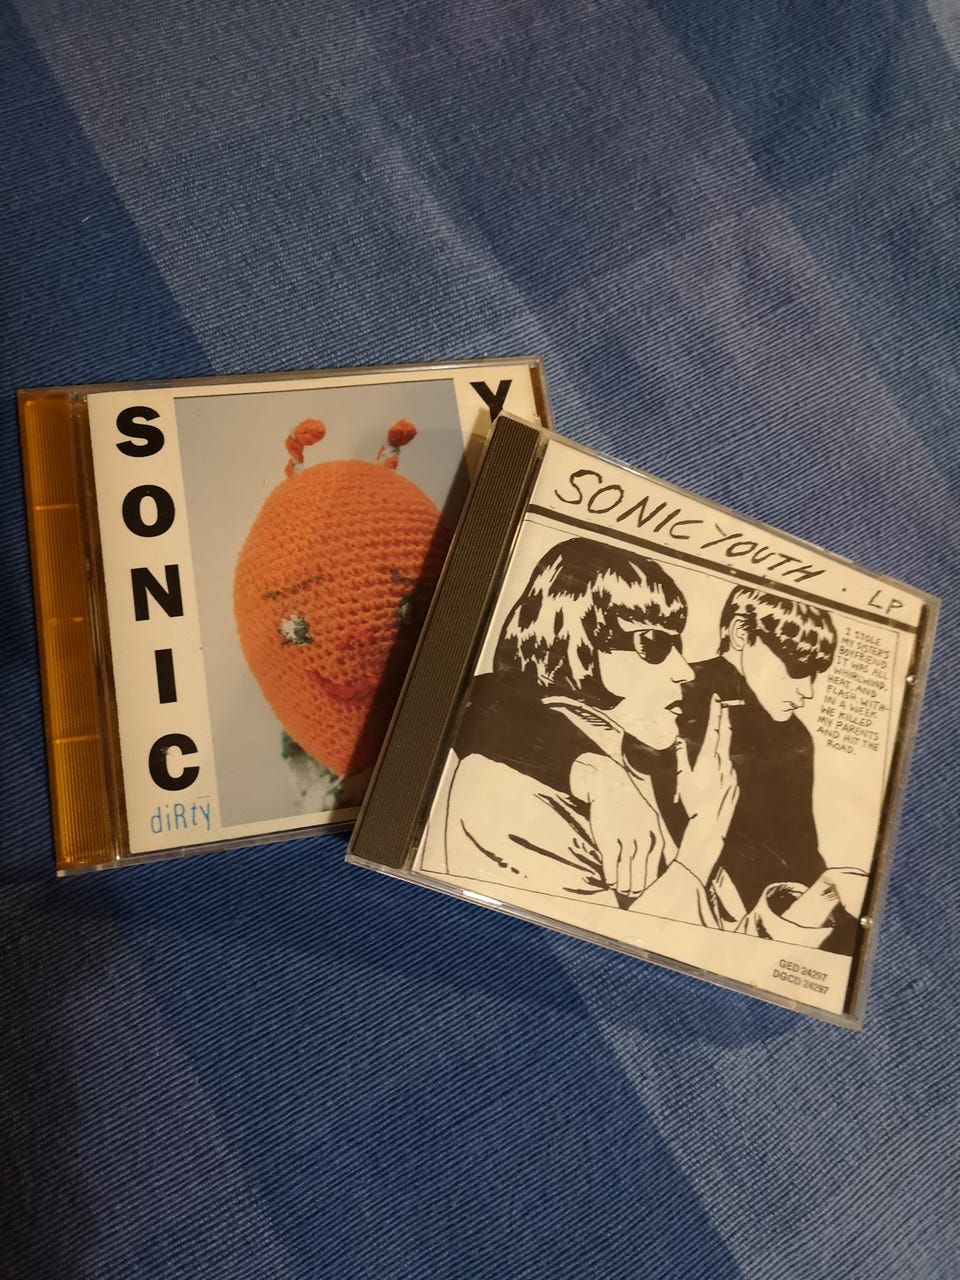 SONIC
Y
diRty
SONIC YOUTH . LP
I STOLE
MY SISTER'S
BOYFRIEND.
IT WAS ALL
WHIRLWIND,
HEAT, AND
FLASH. WITH-
IN A WEEK
WE KILLED
MY PARENTS
AND HIT THE
ROAD.
GED 24297
DGCD 24297